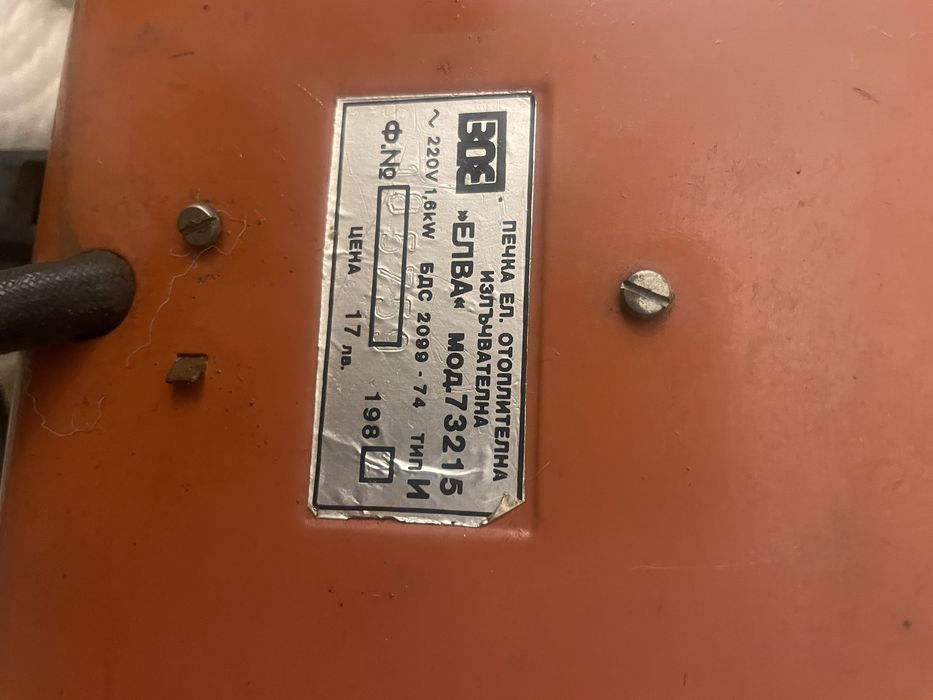 ПЕЧКА ЕЛ. ОТОПЛИТЕЛНА
ИЗЛЪЧВАТЕЛНА
»ЕЛВА« МОД.73215
~ 220V 1,6kW БДС 2099-74 ТИП И
Ф.№
198
ЦЕНА 17 лв.